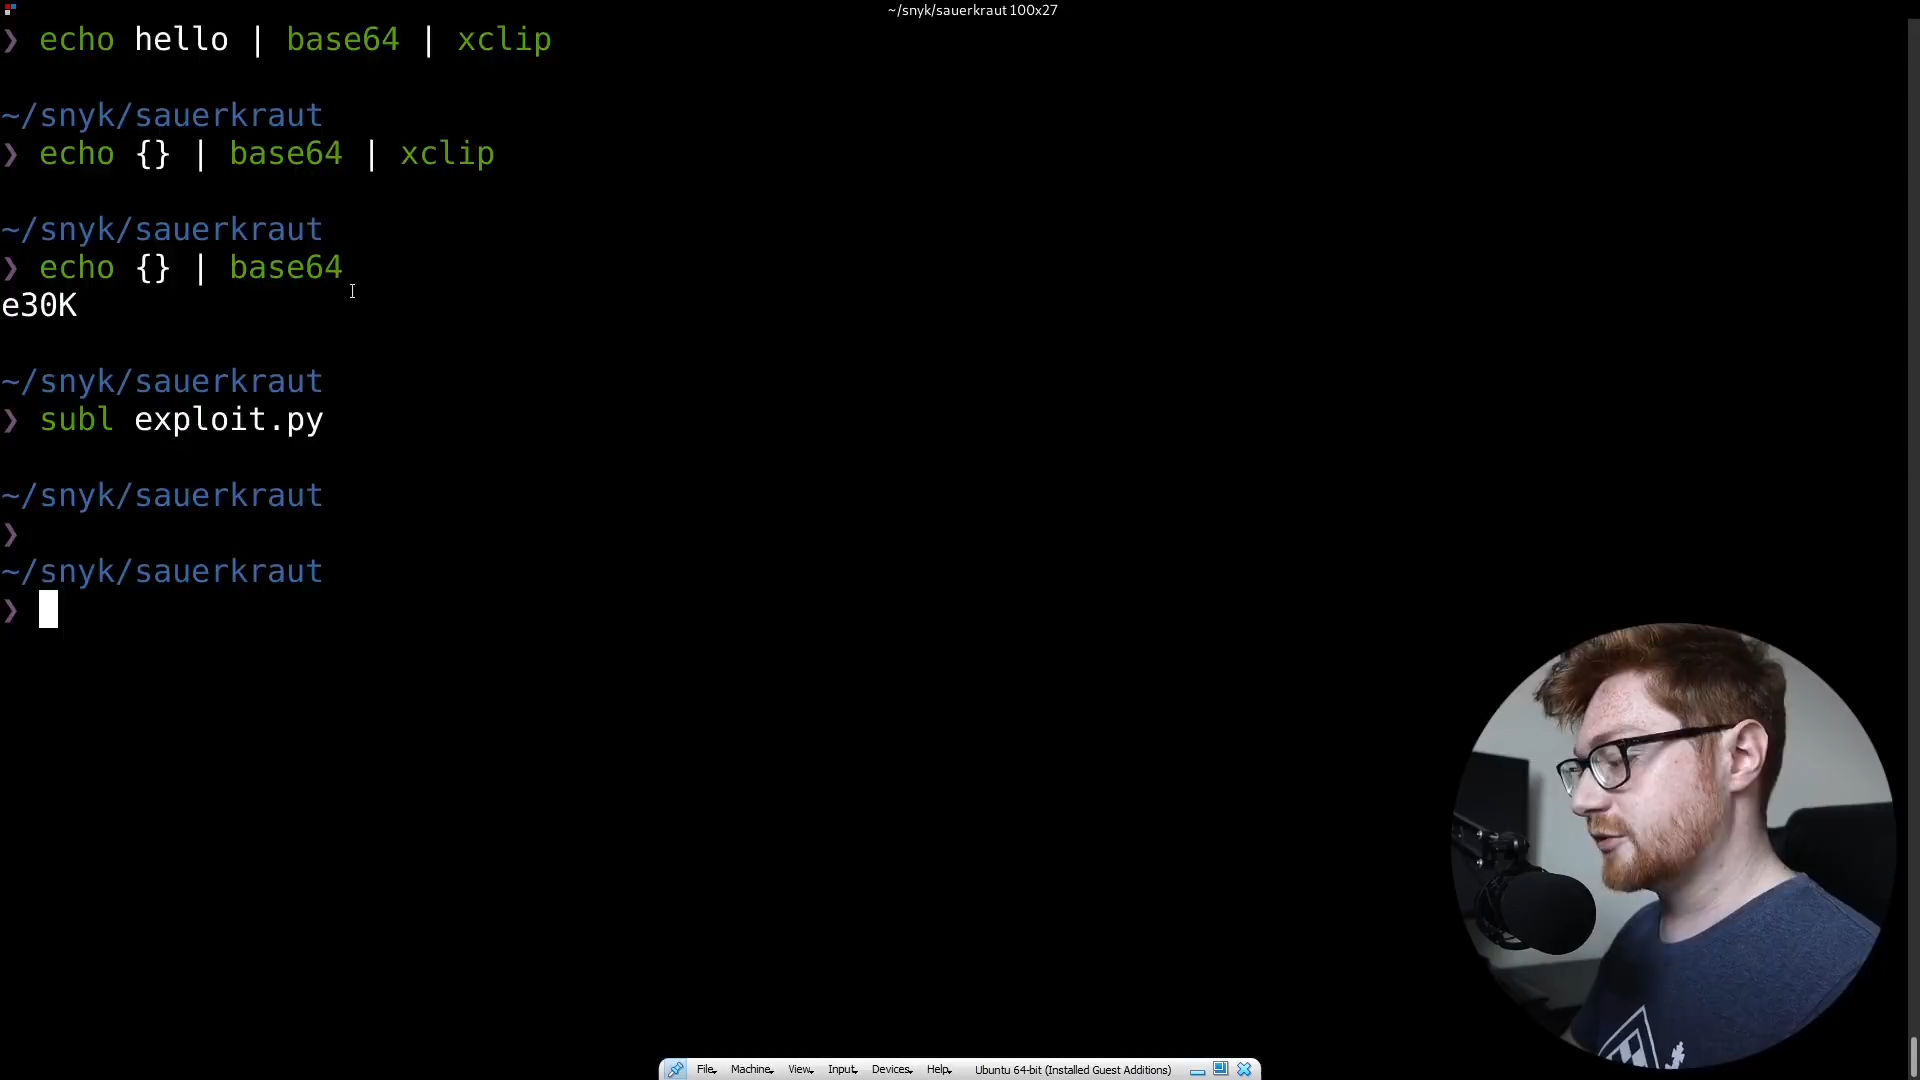 ~/snyk/sauerkraut 100x27
❯ echo hello | base64 | xclip
~/snyk/sauerkraut
❯ echo {} | base64 | xclip
~/snyk/sauerkraut
❯ echo {} | base64
e30K
~/snyk/sauerkraut
❯ subl exploit.py
~/snyk/sauerkraut
❯
~/snyk/sauerkraut
❯
File Machine View Input Devices Help Ubuntu 64-bit (Installed Guest Additions)